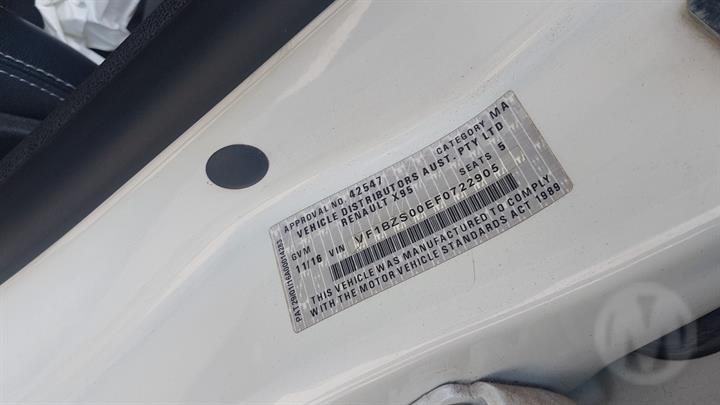 APPROVAL NO. 42547 CATEGORY MA
VEHICLE DISTRIBUTORS AUST. PTY LTD
RENAULT X95 SEATS 5
GVM
11/16 VIN VF1BZS00EF0722905
THIS VEHICLE WAS MANUFACTURED TO COMPLY
WITH THE MOTOR VEHICLE STANDARDS ACT 1989
M